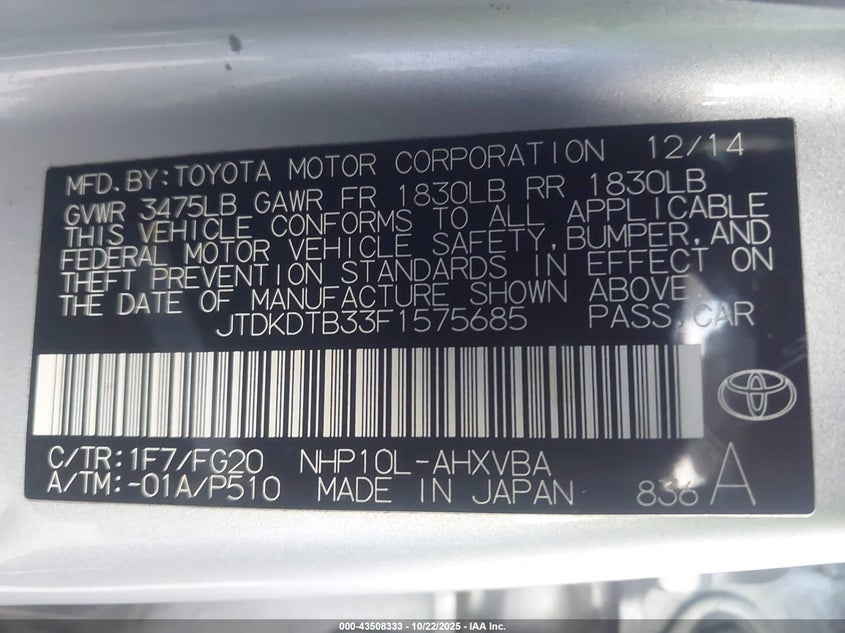 MFD.BY:TOYOTA MOTOR CORPORATION 12/14
GVWR 3475LB GAWR FR 1830LB RR 1830LB
THIS VEHICLE CONFORMS TO ALL APPLICABLE
FEDERAL MOTOR VEHICLE SAFETY,BUMPER,AND
THEFT PREVENTION STANDARDS IN EFFECT ON
THE DATE OF MANUFACTURE SHOWN ABOVE.
JTDKDTB33F1575685 PASS.CAR
C/TR:1F7/FG20 NHP10L-AHXVBA
A/TM:-01A/P510 MADE IN JAPAN 836 A
000-43508333 - 10/22/2025 - IAA Inc.